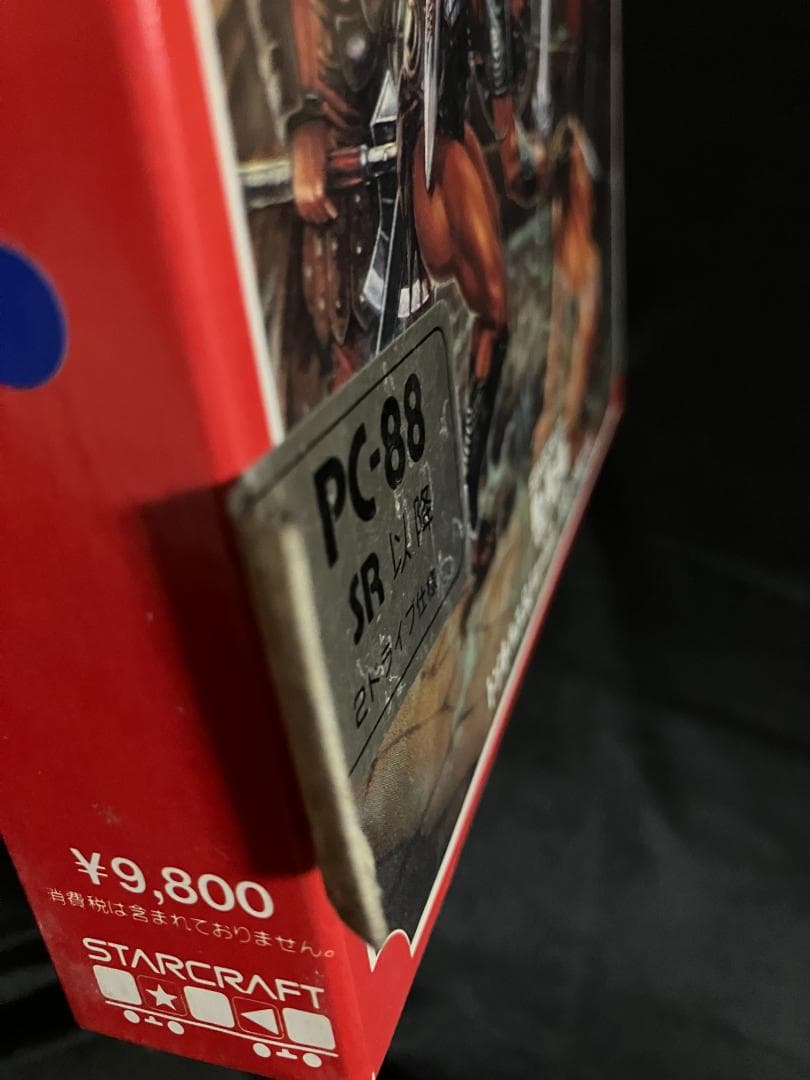 PC-88
SR 以降
2ドライブ仕様
¥9,800
消費税は含まれておりません。
STARCRAFT